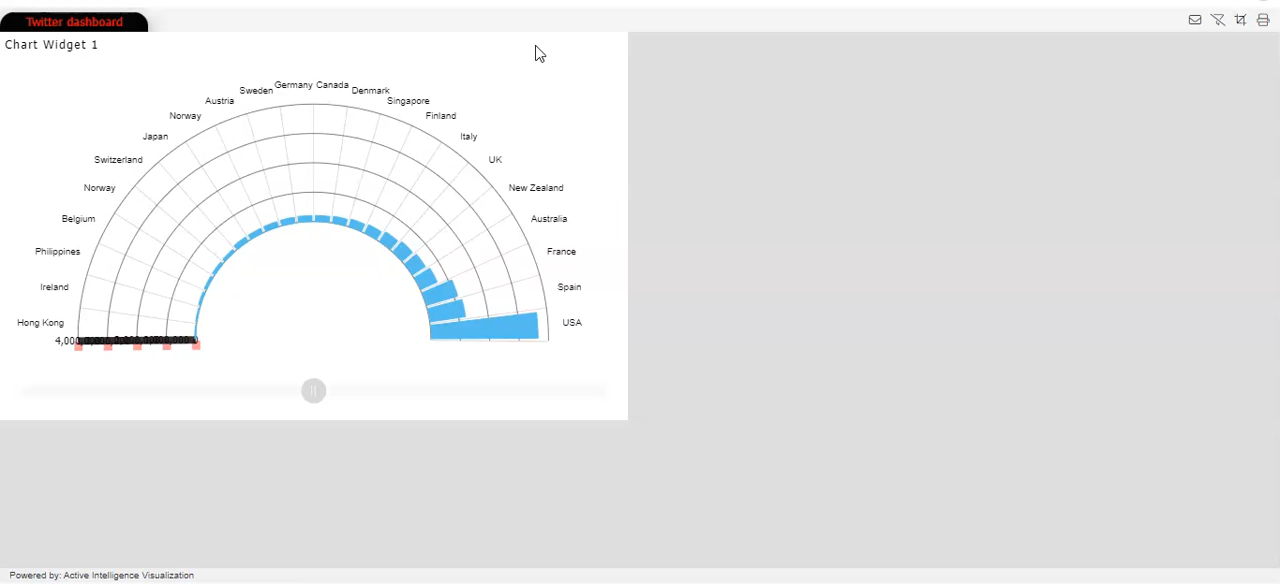 Twitter dashboard
Chart Widget 1
Germany Canada
Sweden Denmark
Austria Singapore
Norway Finland
Japan Italy
Switzerland UK
Norway New Zealand
Belgium Australia
Philippines France
Ireland Spain
Hong Kong USA
Powered by: Active Intelligence Visualization